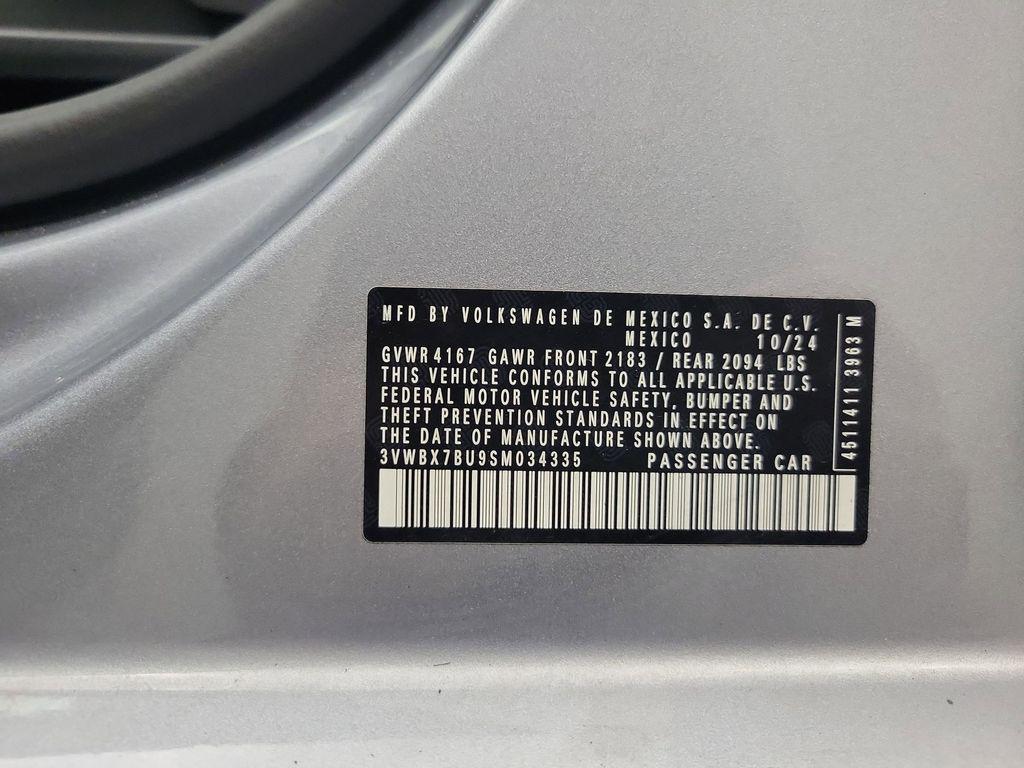 MFD BY VOLKSWAGEN DE MEXICO S.A. DE C.V.
MEXICO 10/24
GVWR 4167 GAWR FRONT 2183 / REAR 2094 LBS
THIS VEHICLE CONFORMS TO ALL APPLICABLE U.S.
FEDERAL MOTOR VEHICLE SAFETY, BUMPER AND
THEFT PREVENTION STANDARDS IN EFFECT ON
THE DATE OF MANUFACTURE SHOWN ABOVE.
3VWBX7BU9SM034335 PASSENGER CAR
4511411 3963 M